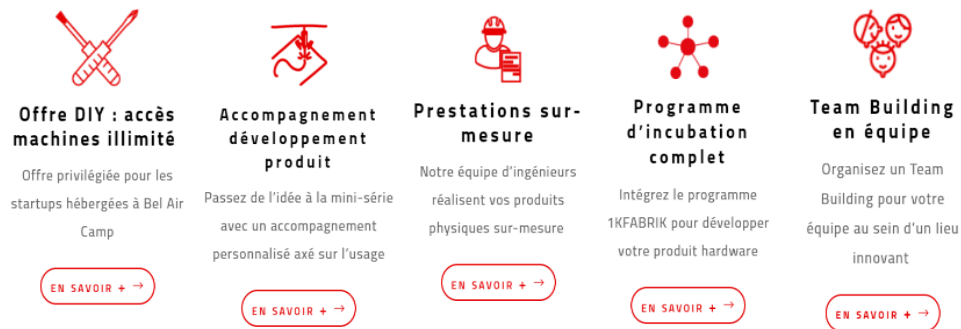 Offre DIY : accès
machines illimité
Offre privilégiée pour les
startups hébergées à Bel Air
Camp
EN SAVOIR + →
Accompagnement
développement
produit
Passez de l'idée à la mini-série
avec un accompagnement
personnalisé axé sur l'usage
EN SAVOIR + →
Prestations sur-
mesure
Notre équipe d'ingénieurs
réalisent vos produits
physiques sur-mesure
EN SAVOIR + →
Programme
d'incubation
complet
Intégrez le programme
1KFABRIK pour développer
votre produit hardware
EN SAVOIR + →
Team Building
en équipe
Organisez un Team
Building pour votre
équipe au sein d'un lieu
innovant
EN SAVOIR + →